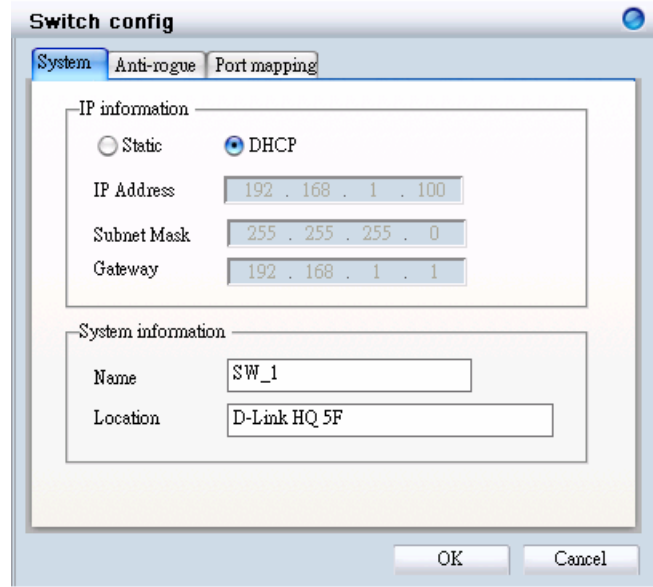 Switch config
System Anti-rogue Port mapping
IP information
Static DHCP
IP Address 192 . 168 . 1 . 100
Subnet Mask 255 . 255 . 255 . 0
Gateway 192 . 168 . 1 . 1
System information
Name SW_1
Location D-Link HQ 5F
OK Cancel